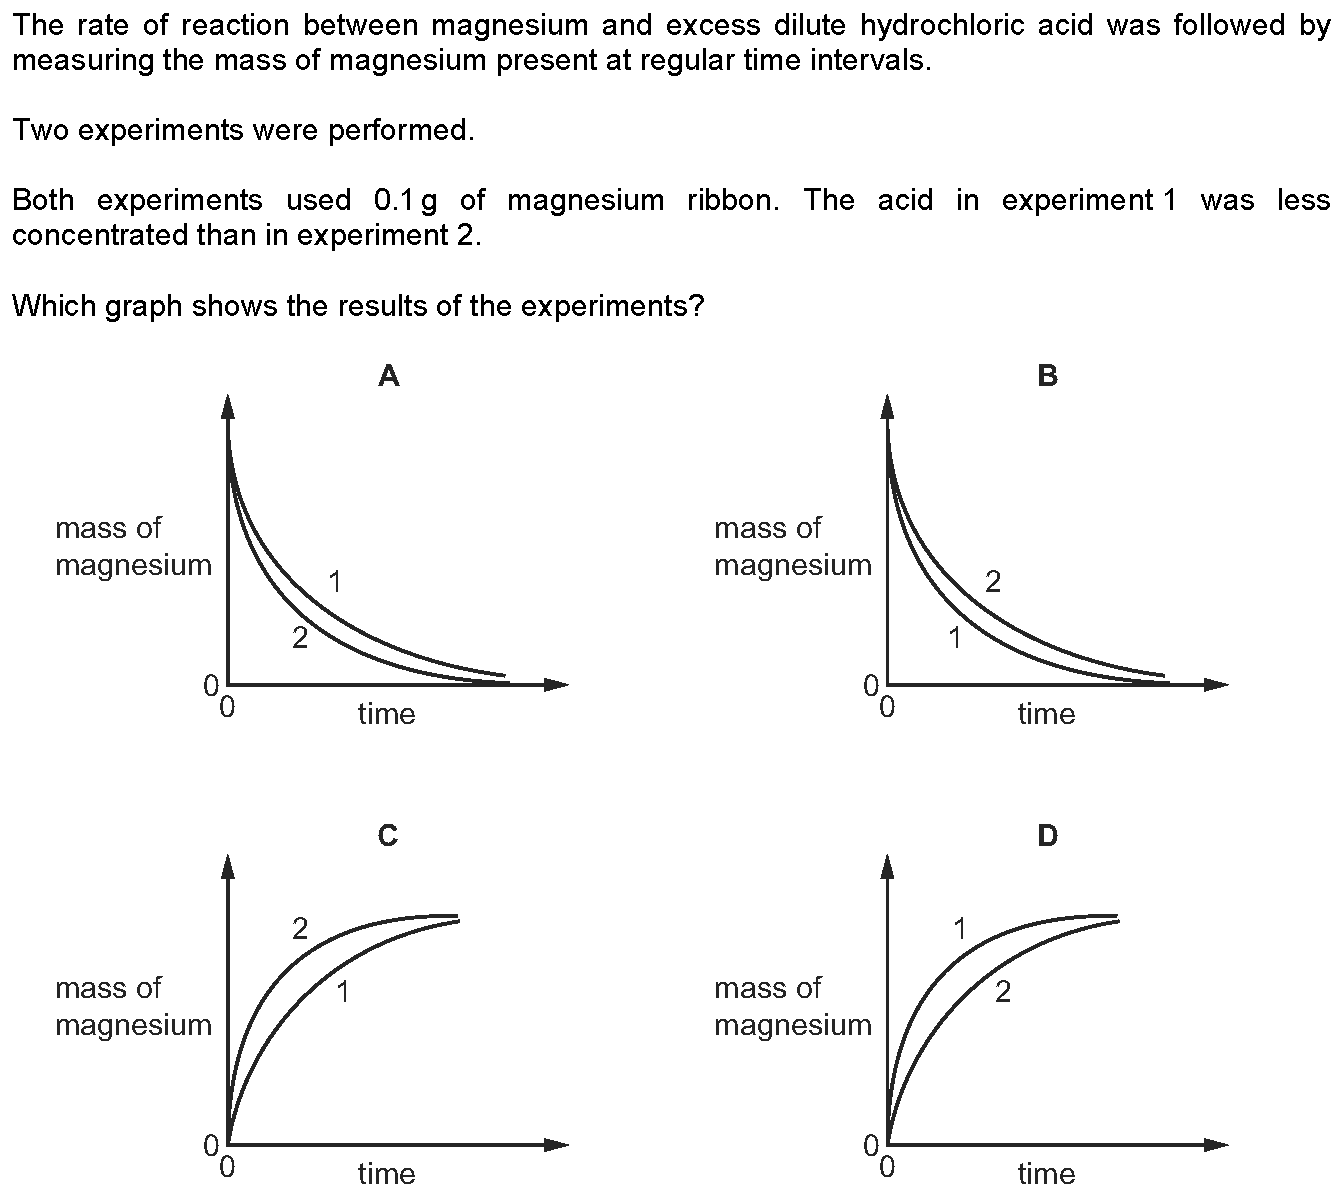 The rate of reaction between magnesium and excess dilute hydrochloric acid was followed by
measuring the mass of magnesium present at regular time intervals.
Two experiments were performed.
Both experiments used 0.1 g of magnesium ribbon. The acid in experiment 1 was less
concentrated than in experiment 2.
Which graph shows the results of the experiments?
A
mass of
magnesium
1
2
0
0
time
B
mass of
magnesium
2
1
0
0
time
C
mass of
magnesium
2
1
0
0
time
D
mass of
magnesium
1
2
0
0
time